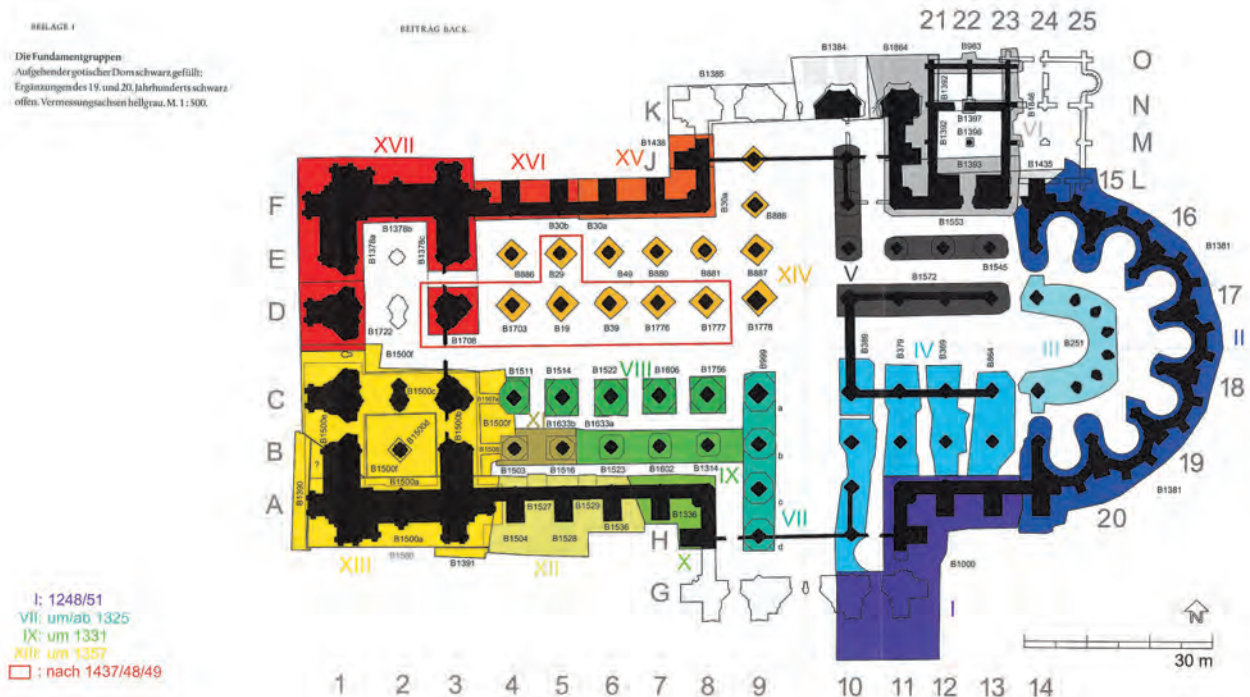 BEILAGE 1
BEITRAG BACK
Die Fundamentgruppen
Aufgehender gotischer Dom schwarz gefüllt;
Ergänzungen des 19. und 20. Jahrhunderts schwarz
offen. Vermessungsachsen hellgrau. M. 1 : 500.
21 22 23 24 25
B1384 B1864 B963
O
B1385 B1392 B1846
K N
B1397
B1392 B1398 VI
M
XVII XVI XV B1438 J B1393 B1435 L
15
F B30a B886 16
B1378a B1378b B1378c B30b B30a B1553 B1381
E
B886 B29 B49 B880 B881 B887 V B1545
XIV B1572 17
D
B1722 B1708 B1703 B19 B39 B1776 B1777 B1778 II
B1500f B389 B379 IV B369 B864 III B251
B1511 B1514 B1522 VIII B1606 B1756 B999
C B1500e B1500c B1500b a 18
XI B1633b B1633a B1500f
B1500d
B ? B1500f B1503 B1516 B1523 B1602 B1314 b
B1390 B1500a IX 19
A B1527 B1529 B1336 c B1381
B1536 VII 20
B1500a B1504 B1528 H d
XIII B1560 B1391 XII X B1000
G I
I: 1248/51
VII: um/ab 1325
IX: um 1331
XIII: um 1357
: nach 1437/48/49
N
30 m
1 2 3 4 5 6 7 8 9 10 11 12 13 14